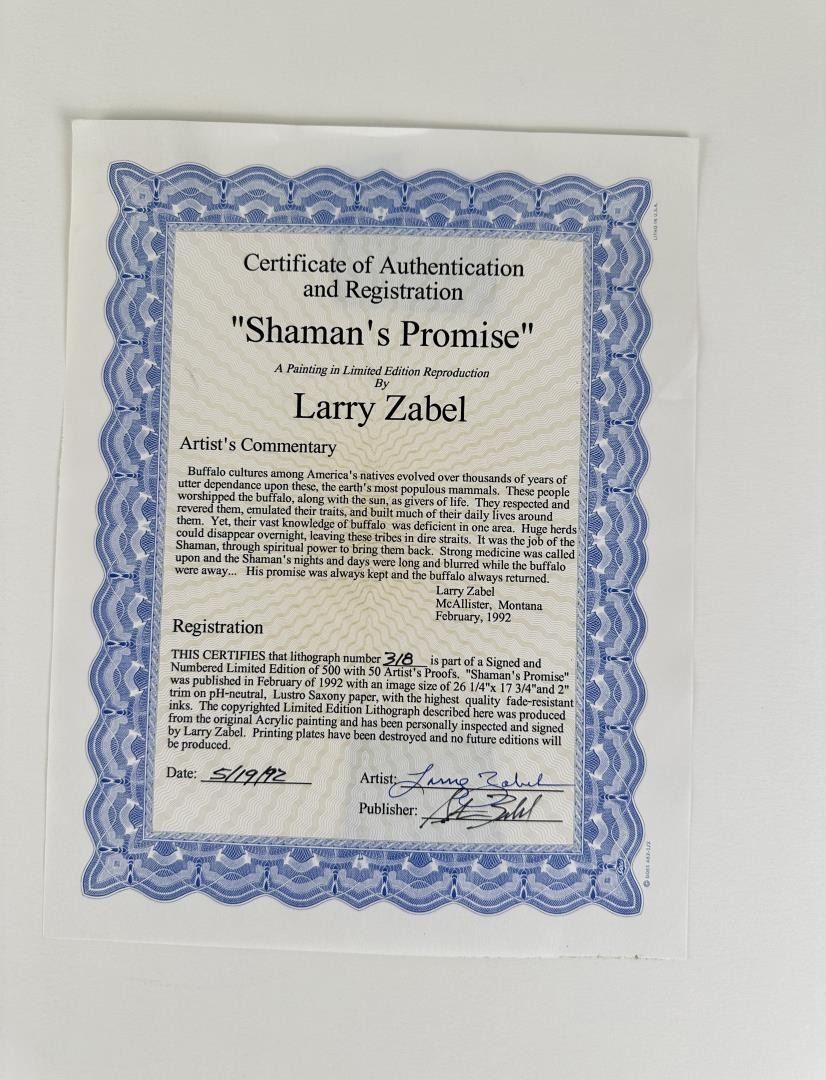 Certificate of Authentication
and Registration
"Shaman's Promise"
A Painting in Limited Edition Reproduction
By
Larry Zabel
Artist's Commentary
Buffalo cultures among America's natives evolved over thousands of years of
utter dependance upon these, the earth's most populous mammals. These people
worshipped the buffalo, along with the sun, as givers of life. They respected and
revered them, emulated their traits, and built much of their daily lives around
them. Yet, their vast knowledge of buffalo was deficient in one area. Huge herds
could disappear overnight, leaving these tribes in dire straits. It was the job of the
Shaman, through spiritual power to bring them back. Strong medicine was called
upon and the Shaman's nights and days were long and blurred while the buffalo
were away... His promise was always kept and the buffalo always returned.
Larry Zabel
McAllister, Montana
February, 1992
Registration
THIS CERTIFIES that lithograph number 318 is part of a Signed and
Numbered Limited Edition of 500 with 50 Artist's Proofs. "Shaman's Promise"
was published in February of 1992 with an image size of 26 1/4"x 17 3/4"and 2"
trim on pH-neutral, Lustro Saxony paper, with the highest quality fade-resistant
inks. The copyrighted Limited Edition Lithograph described here was produced
from the original Acrylic painting and has been personally inspected and signed
by Larry Zabel. Printing plates have been destroyed and no future editions will
be produced.
Date: 5/19/92
Artist: Larry Zabel
Publisher:
LITHO IN U.S.A.